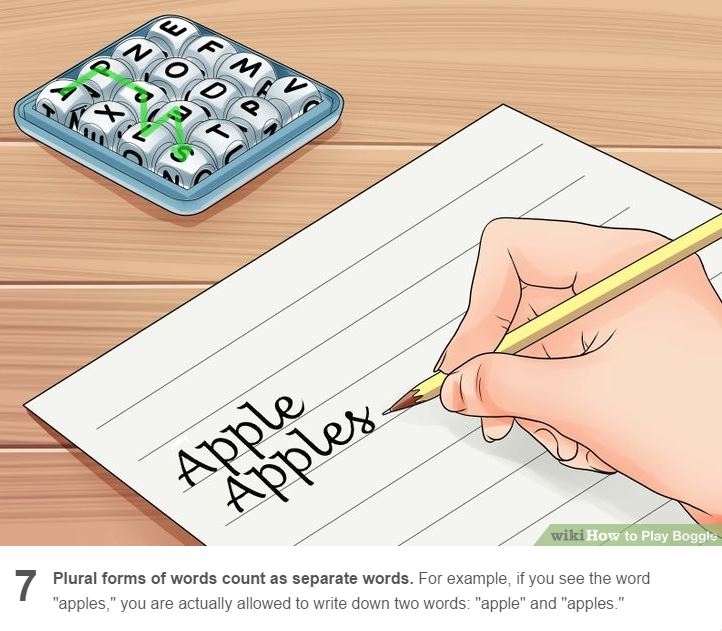 A P N E
X P O F
L E D M
S T P V
Apple
Apples
wikiHow to Play Boggle
7 Plural forms of words count as separate words. For example, if you see the word
"apples," you are actually allowed to write down two words: "apple" and "apples."